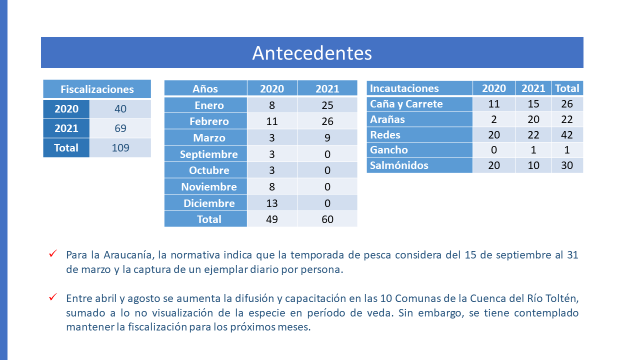 Antecedentes
Fiscalizaciones
2020 40
2021 69
Total 109
Años 2020 2021
Enero 8 25
Febrero 11 26
Marzo 3 9
Septiembre 3 0
Octubre 3 0
Noviembre 8 0
Diciembre 13 0
Total 49 60
Incautaciones 2020 2021 Total
Caña y Carrete 11 15 26
Arañas 2 20 22
Redes 20 22 42
Gancho 0 1 1
Salmónidos 20 10 30
✓ Para la Araucanía, la normativa indica que la temporada de pesca considera del 15 de septiembre al 31
de marzo y la captura de un ejemplar diario por persona.
✓ Entre abril y agosto se aumenta la difusión y capacitación en las 10 Comunas de la Cuenca del Río Toltén,
sumado a lo no visualización de la especie en período de veda. Sin embargo, se tiene contemplado
mantener la fiscalización para los próximos meses.